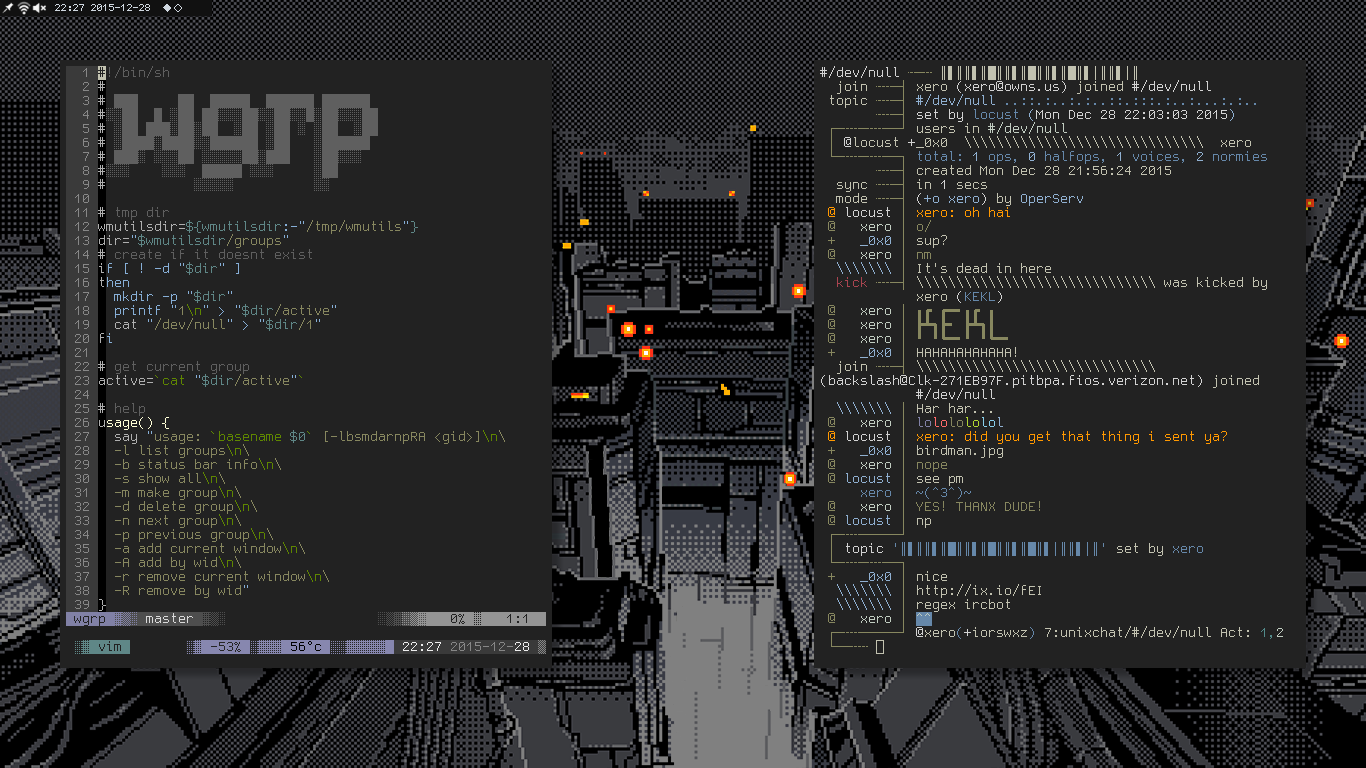 22:27 2015-12-28
1 #!/bin/sh
2 #
3 #
4 #
5 # wgrp
6 #
7 #
8 #
9 #
10
11 # tmp dir
12 wmutilsdir=${wmutilsdir:-"/tmp/wmutils"}
13 dir="$wmutilsdir/groups"
14 # create if it doesnt exist
15 if [ ! -d "$dir" ]
16 then
17   mkdir -p "$dir"
18   printf "1\n" > "$dir/active"
19   cat "/dev/null" > "$dir/1"
20 fi
21
22 # get current group
23 active=`cat "$dir/active"`
24
25 # help
26 usage() {
27   say "usage: `basename $0` [-lbsmdarnpRA <gid>]\n\
28   -l list groups\n\
29   -b status bar info\n\
30   -s show all\n\
31   -m make group\n\
32   -d delete group\n\
33   -n next group\n\
34   -p previous group\n\
35   -a add current window\n\
36   -A add by wid\n\
37   -r remove current window\n\
38   -R remove by wid"
39 }
wgrp master 0% 1:1
vim ~53% 56°c 22:27 2015-12-28
#/dev/null
join xero (xero@owns.us) joined #/dev/null
topic #/dev/null ..::.:..:.:..::.:::.:..:...:.:..
set by locust (Mon Dec 28 22:03:03 2015)
users in #/dev/null
@locust +_0x0 \\\\\\\\\\\\\\\\\\\\\\\\\\\\\\ xero
total: 1 ops, 0 halfops, 1 voices, 2 normies
created Mon Dec 28 21:56:24 2015
sync in 1 secs
mode (+o xero) by OperServ
@ locust xero: oh hai
@ xero o/
+ _0x0 sup?
@ xero nm
\\\\\\\ It's dead in here
kick \\\\\\\\\\\\\\\\\\\\\\\\\\\\\\ was kicked by
xero (KEKL)
@ xero
@ xero KEKL
@ xero
+ _0x0 HAHAHAHAHAHA!
join \\\\\\\\\\\\\\\\\\\\\\\\\\\\\\
(backslash@Clk-271EB97F.pitbpa.fios.verizon.net) joined
#/dev/null
\\\\\\\ Har har...
@ xero lolololololol
@ locust xero: did you get that thing i sent ya?
+ _0x0 birdman.jpg
@ xero nope
@ locust see pm
xero ~(^3^)~
@ xero YES! THANX DUDE!
@ locust np
topic '' set by xero
+ _0x0 nice
\\\\\\\ http://ix.io/fEI
\\\\\\\ regex ircbot
@ xero ^^
@xero(+iorswxz) 7:unixchat/#/dev/null Act: 1,2